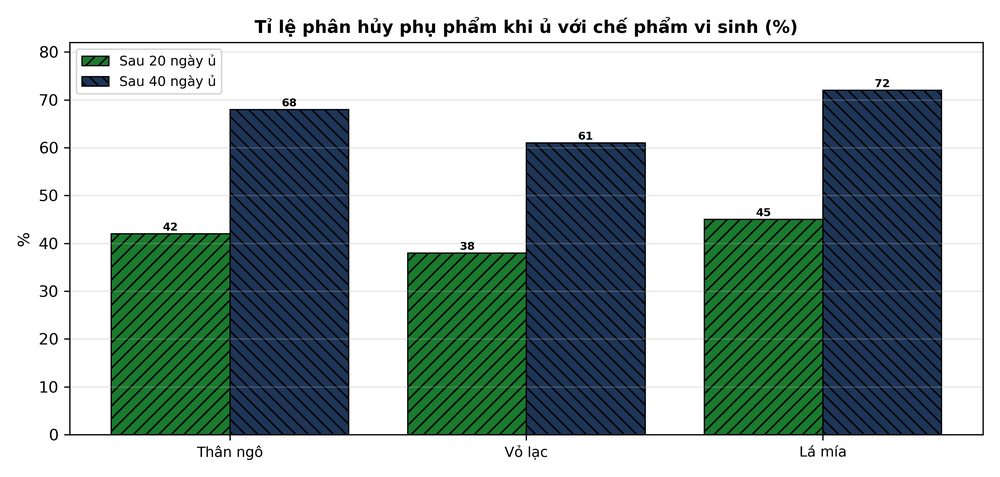 Tỉ lệ phân hủy phụ phẩm khi ủ với chế phẩm vi sinh (%)
Sau 20 ngày ủ
Sau 40 ngày ủ
%
80
70
60
50
40
30
20
10
0
42
68
38
61
45
72
Thân ngô
Vỏ lạc
Lá mía